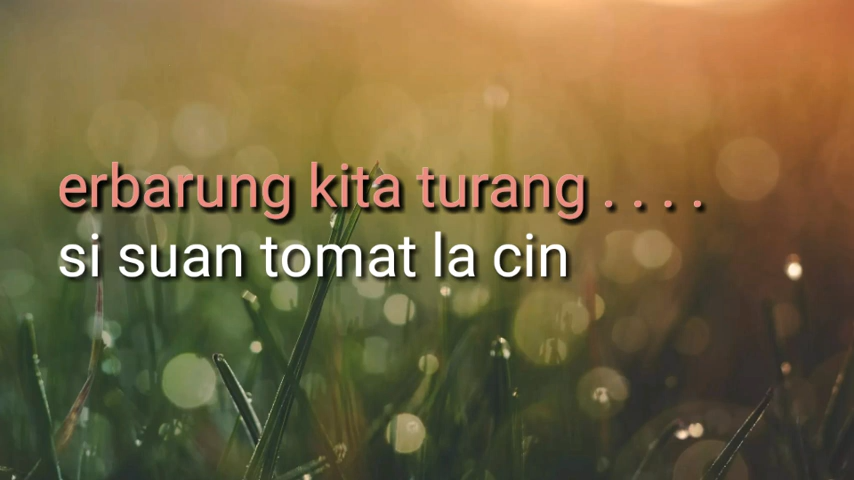 erbarung kita turang . . . .
si suan tomat la cin